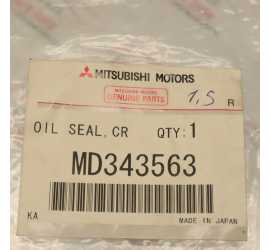 MITSUBISHI MOTORS
GENUINE PARTS
1,5 R
OIL SEAL, CR QTY:1
MD343563
KA MADE IN JAPAN